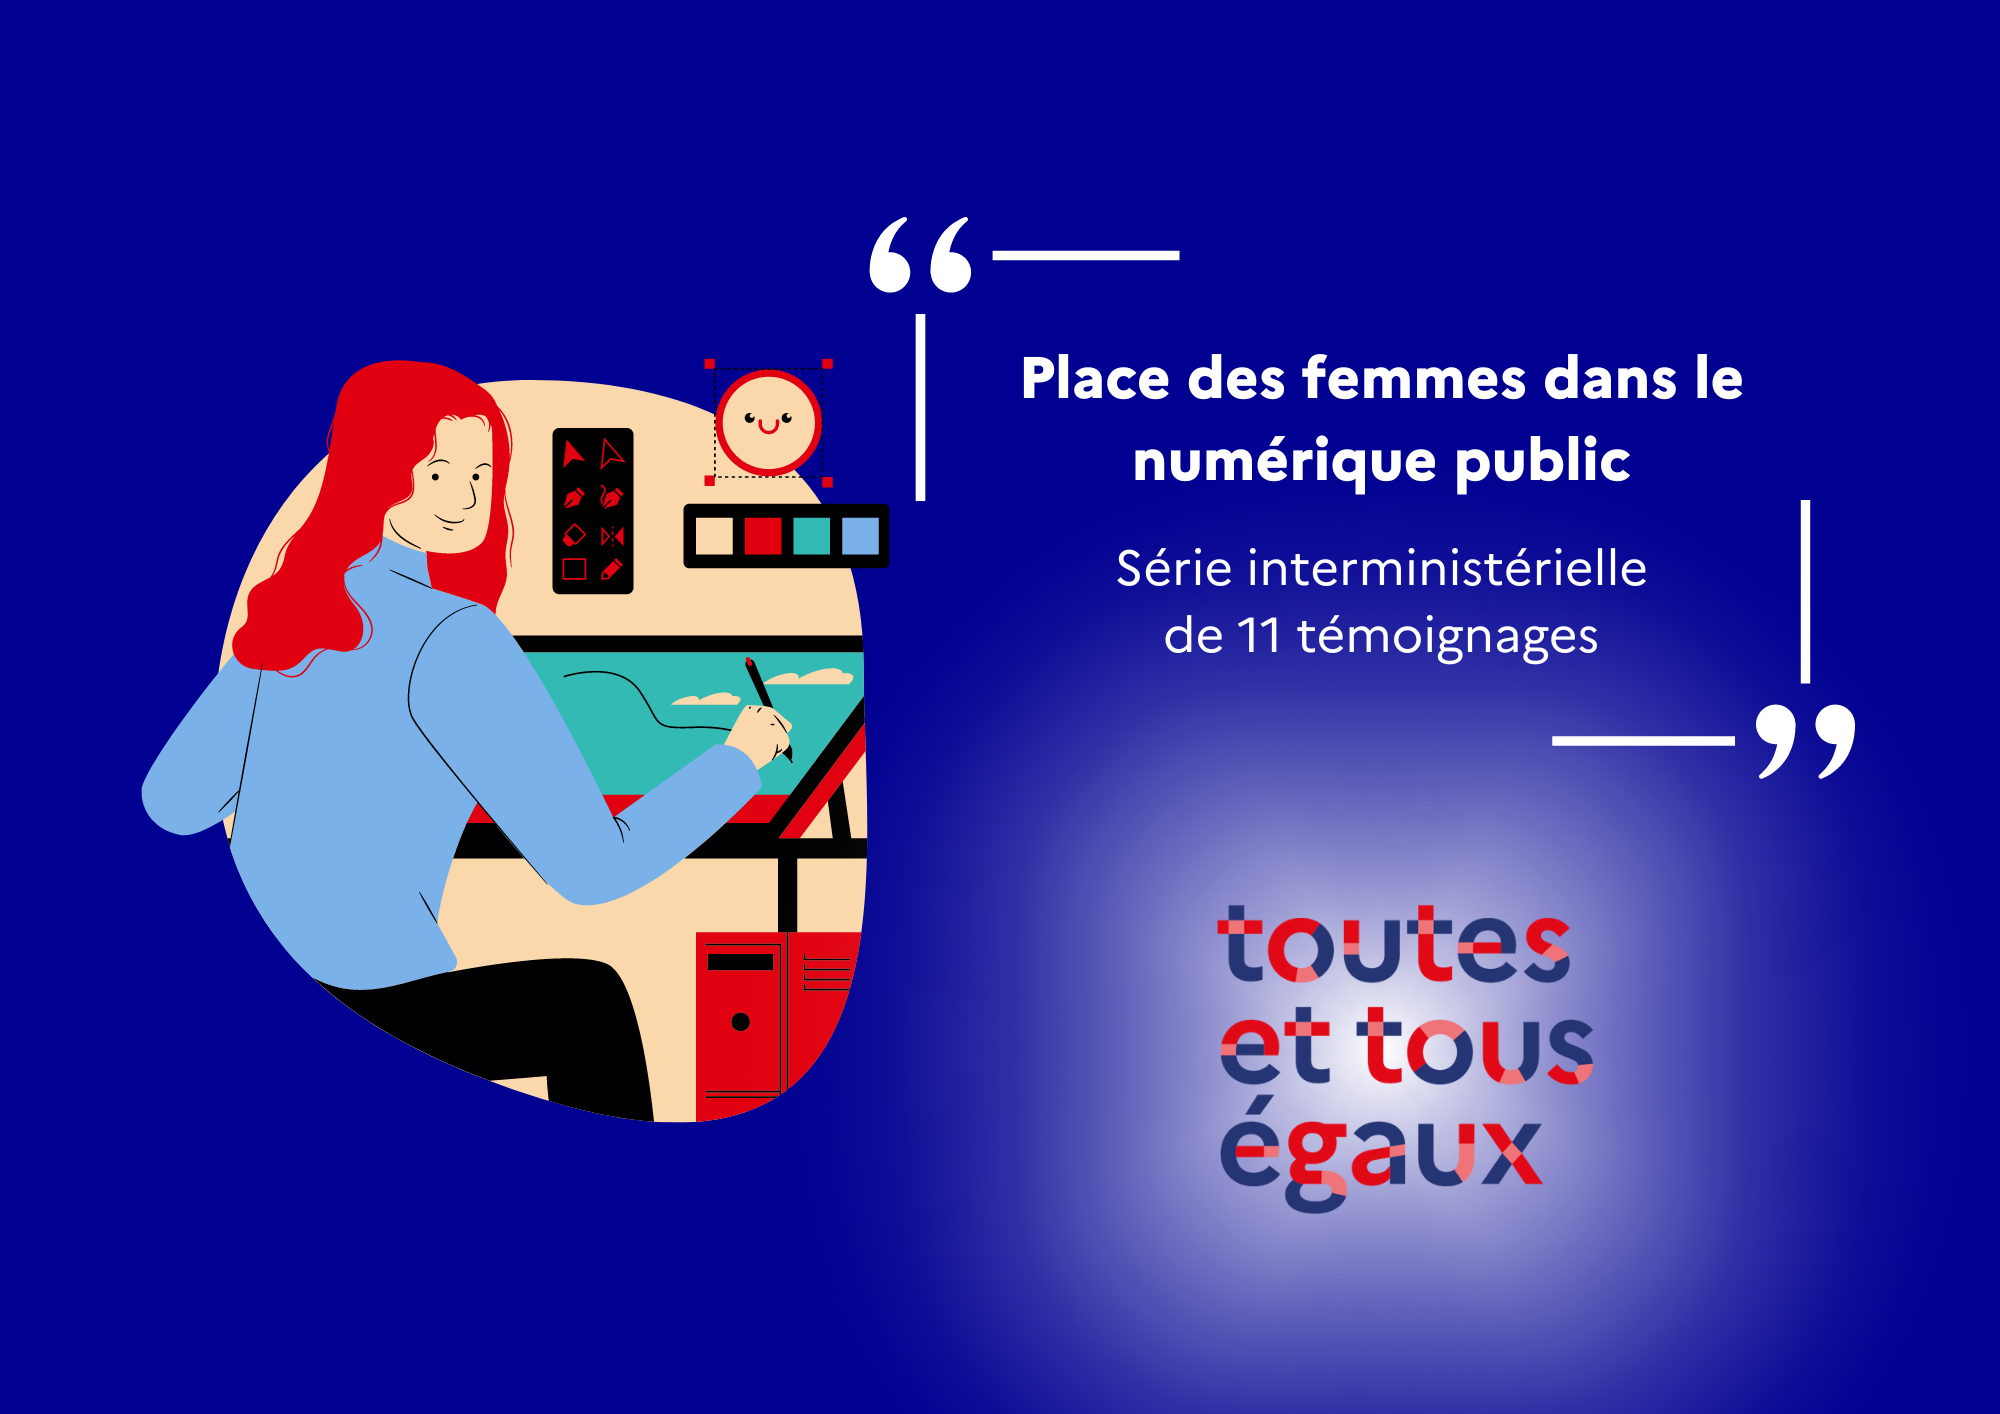 Place des femmes dans le
numérique public
Série interministérielle
de 11 témoignages
toutes
et tous
égaux